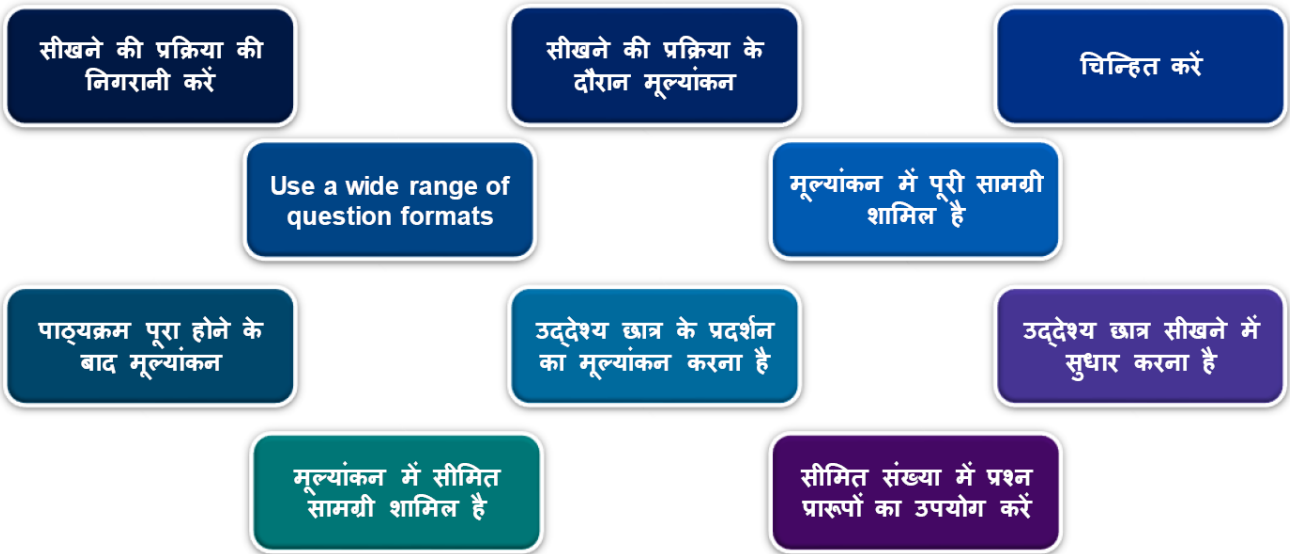 सीखने की प्रक्रिया की
निगरानी करें
सीखने की प्रक्रिया के
दौरान मूल्यांकन
चिन्हित करें
Use a wide range of
question formats
मूल्यांकन में पूरी सामग्री
शामिल है
पाठ्यक्रम पूरा होने के
बाद मूल्यांकन
उद्देश्य छात्र के प्रदर्शन
का मूल्यांकन करना है
उद्देश्य छात्र सीखने में
सुधार करना है
मूल्यांकन में सीमित
सामग्री शामिल है
सीमित संख्या में प्रश्न
प्रारूपों का उपयोग करें